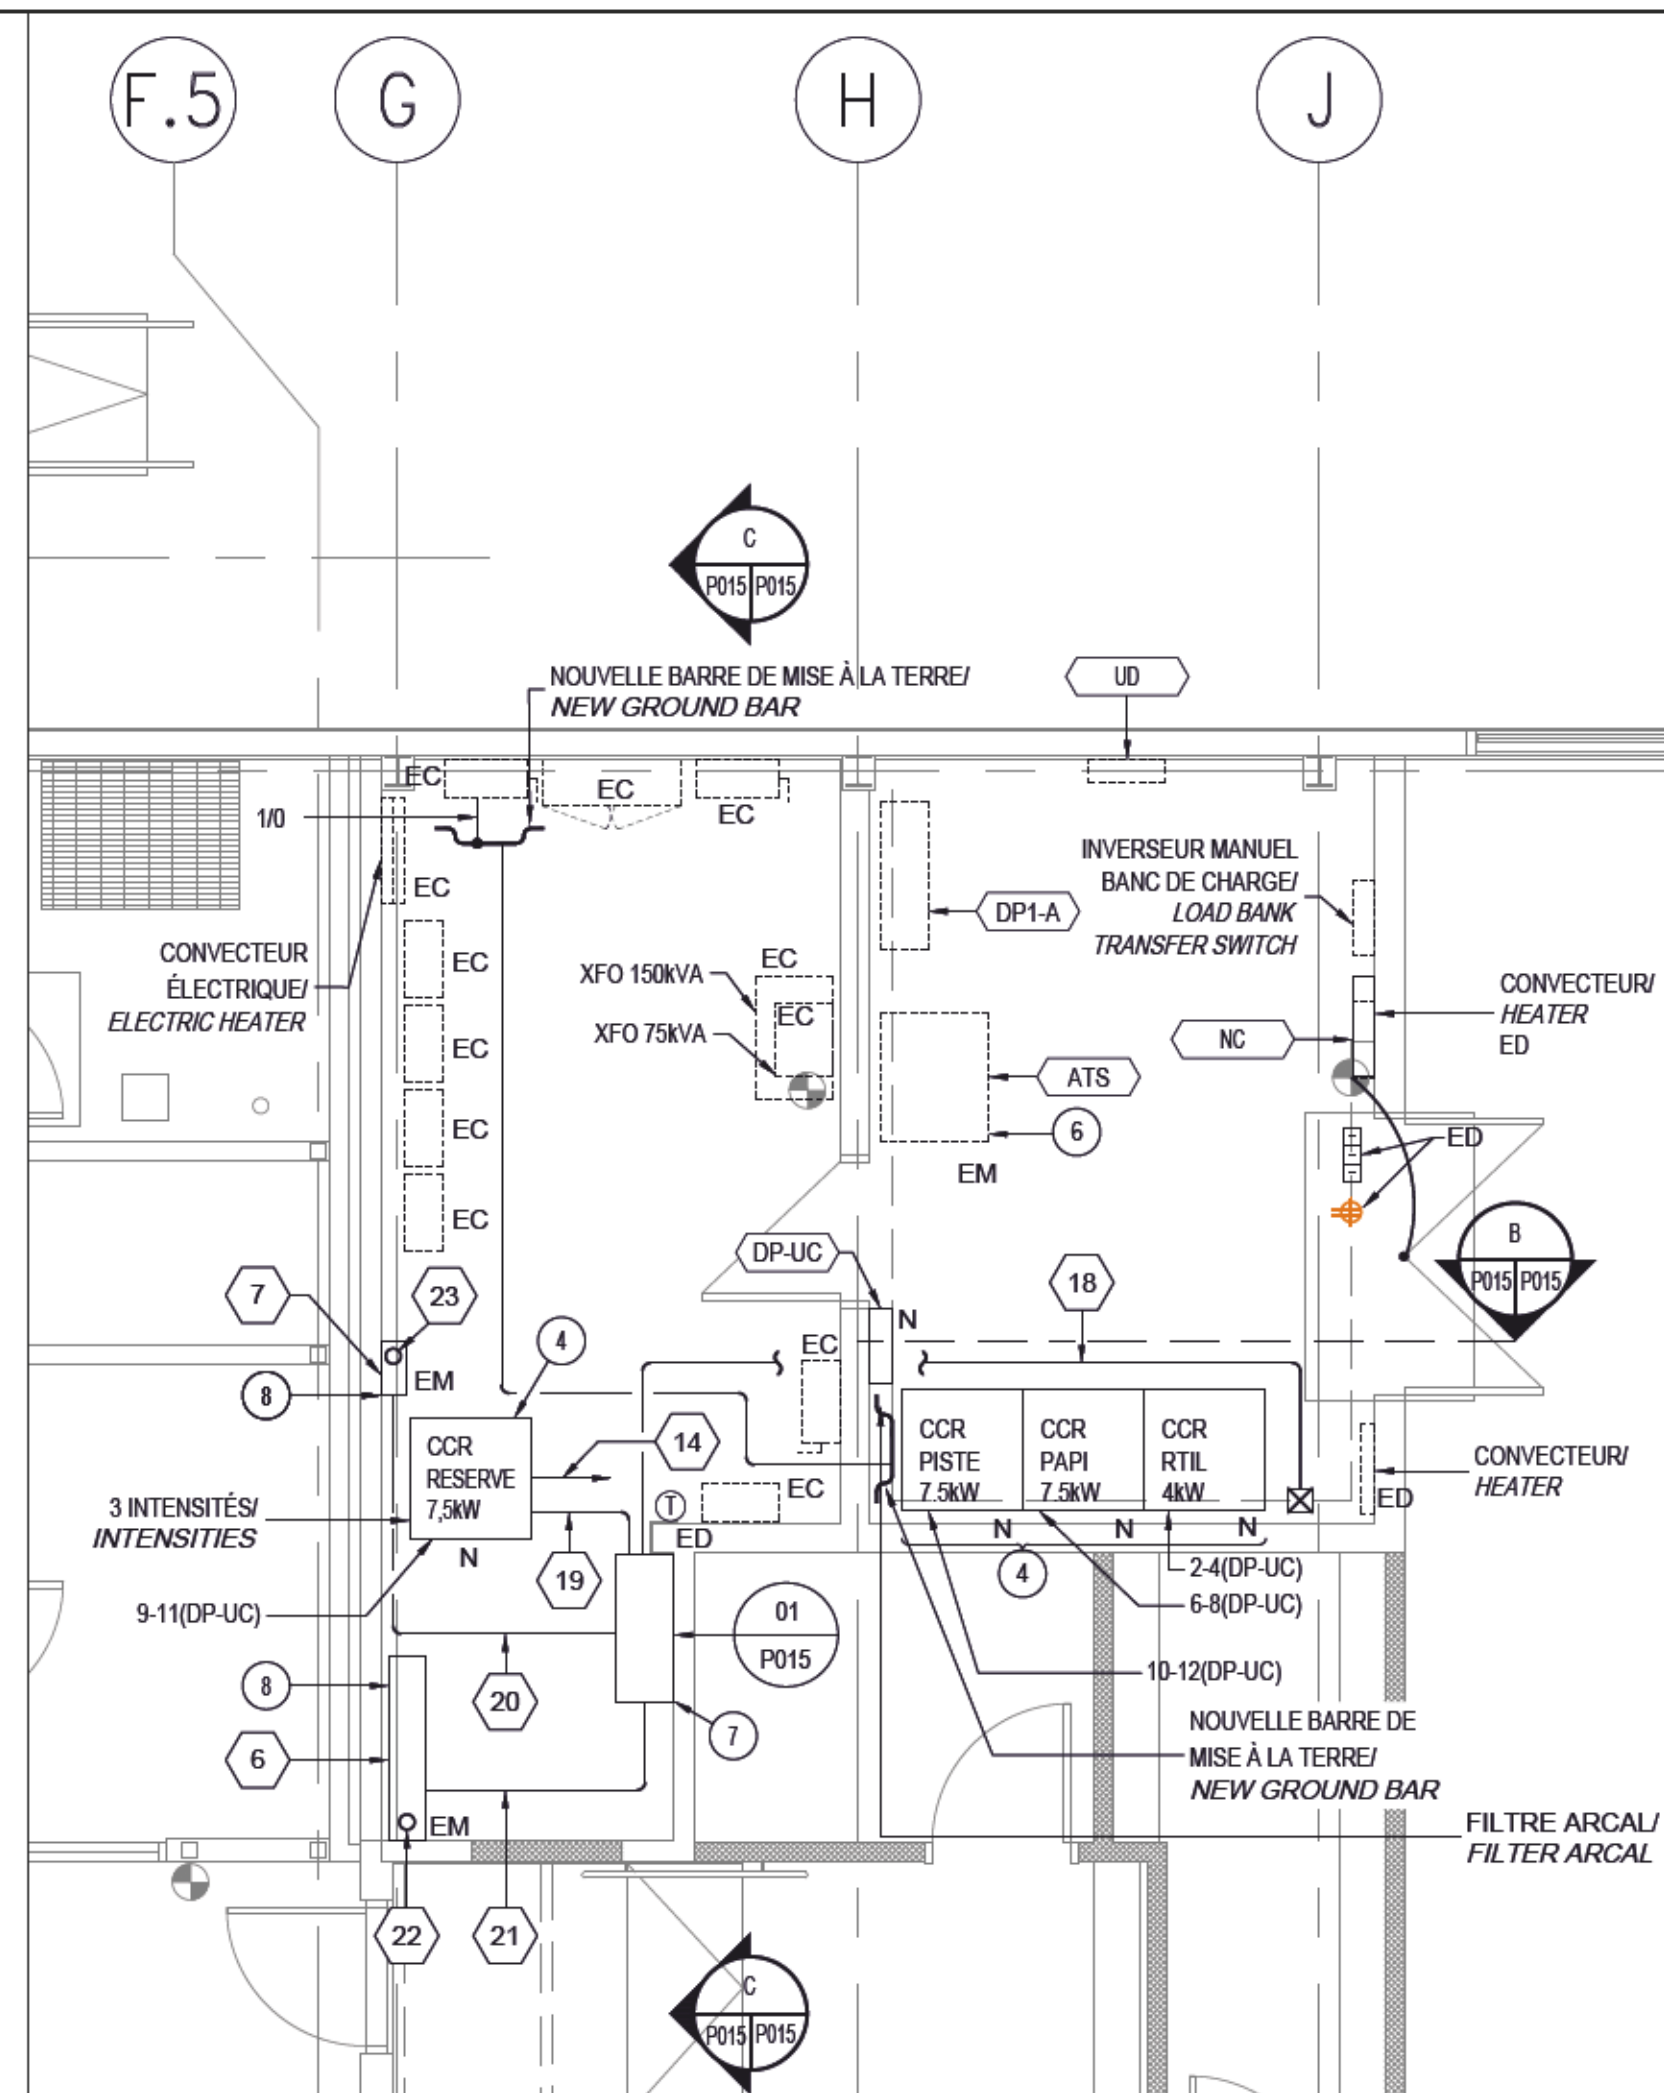 F.5
G
H
J
C
P015 P015
NOUVELLE BARRE DE MISE À LA TERRE/
NEW GROUND BAR
UD
EC
EC
EC
1/0
EC
INVERSEUR MANUEL
BANC DE CHARGE/
LOAD BANK
TRANSFER SWITCH
DP1-A
CONVECTEUR
ÉLECTRIQUE/
ELECTRIC HEATER
EC
XFO 150kVA
EC
EC
XFO 75kVA
CONVECTEUR/
HEATER
ED
NC
EC
ATS
6
EM
EC
ED
EC
DP-UC
18
B
P015 P015
7
23
N
4
EC
EM
8
CCR
RESERVE
7,5kW
14
CCR
PISTE
7.5kW
CCR
PAPI
7.5kW
CCR
RTIL
4kW
CONVECTEUR/
HEATER
ED
EC
T
ED
3 INTENSITÉS/
INTENSITIES
N
N
N
N
19
4
2-4(DP-UC)
6-8(DP-UC)
9-11(DP-UC)
01
P015
10-12(DP-UC)
8
20
7
6
NOUVELLE BARRE DE
MISE À LA TERRE/
NEW GROUND BAR
EM
FILTRE ARCAL/
FILTER ARCAL
22
21
C
P015 P015